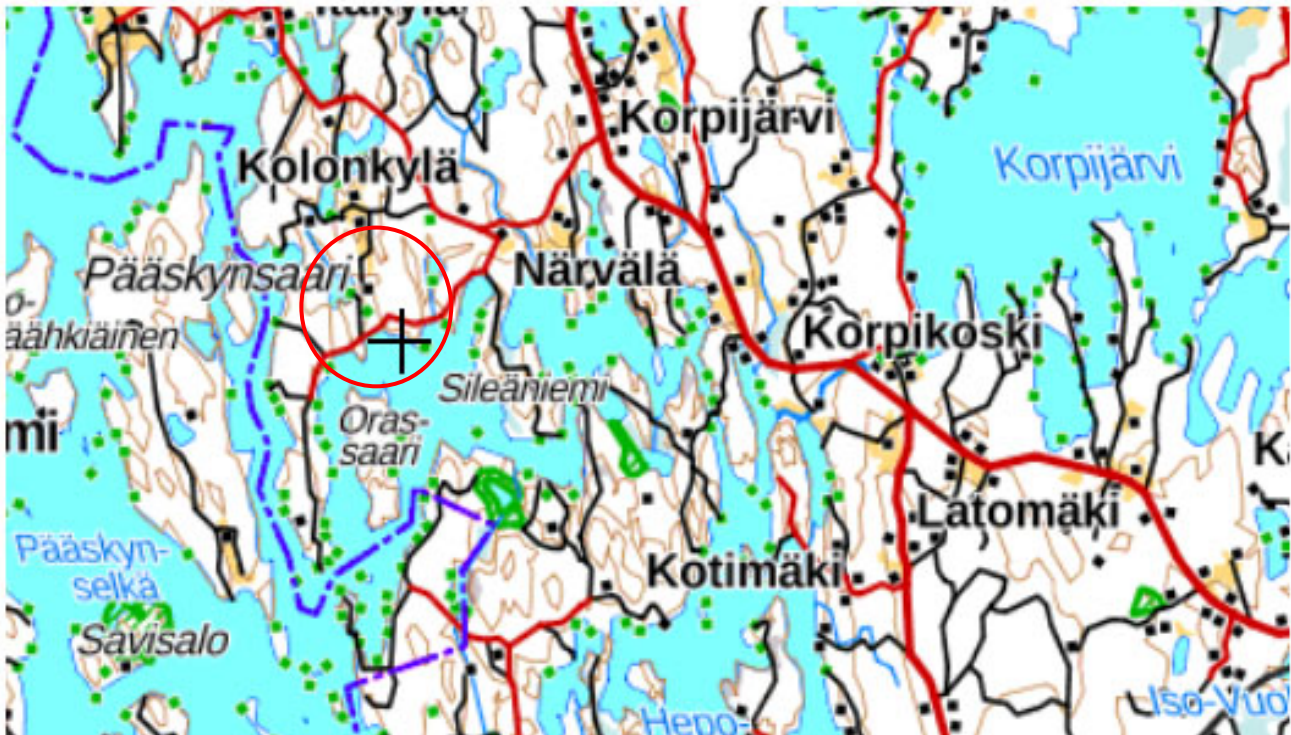 Korpijärvi
Kolonkylä
Korpijärvi
Pääskynsaari
Närvälä
Korpikoski
Sileäniemi
Oras-
saari
Latomäki
Pääskyn-
selkä
Kotimäki
Savisalo
Hepo-